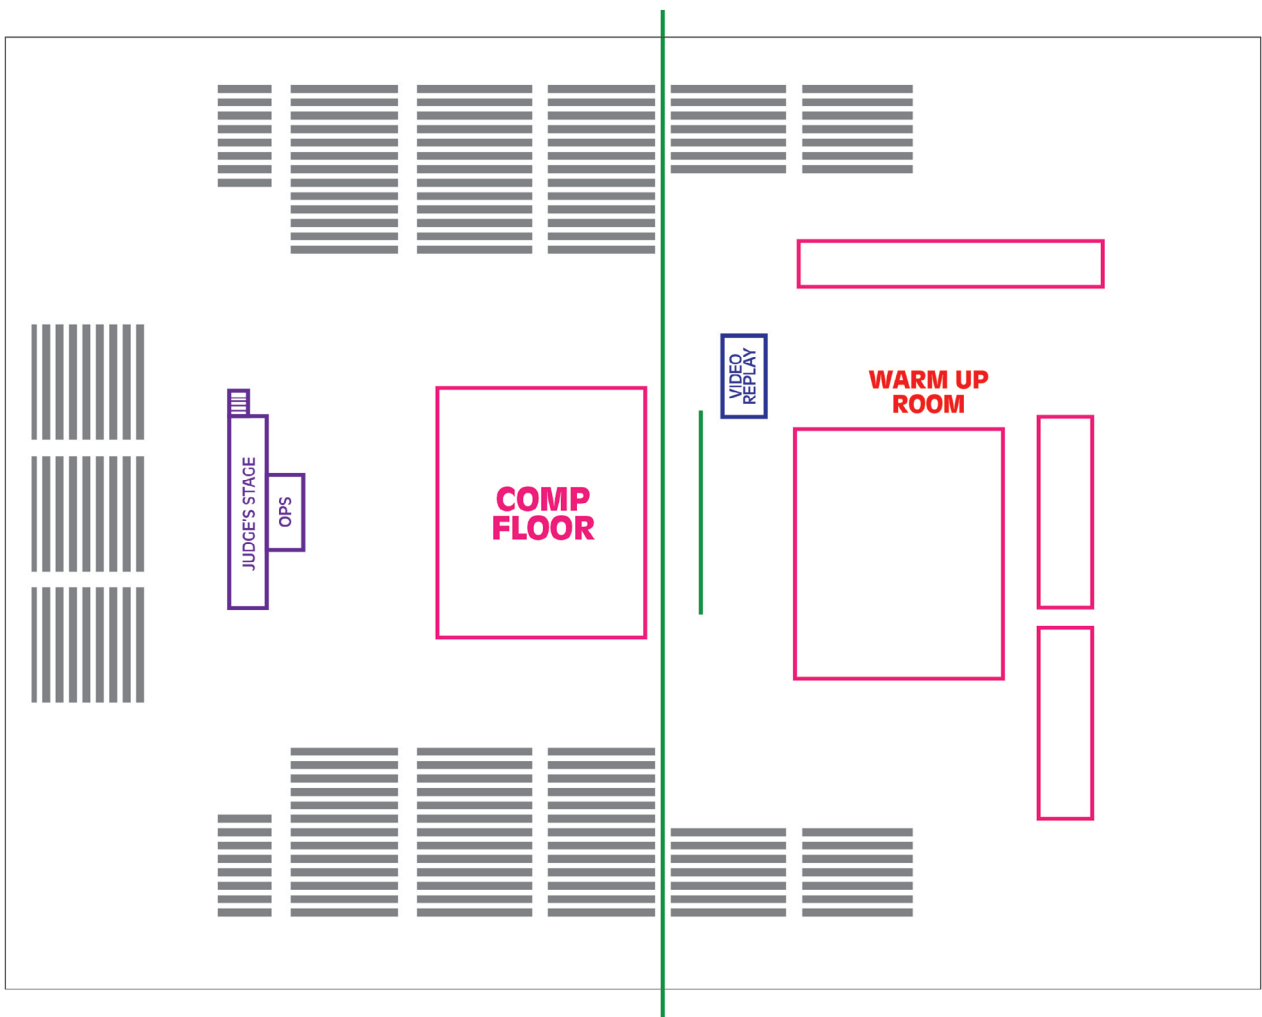 VIDEO
REPLAY
WARM UP
ROOM
JUDGE'S STAGE
OPS
COMP
FLOOR